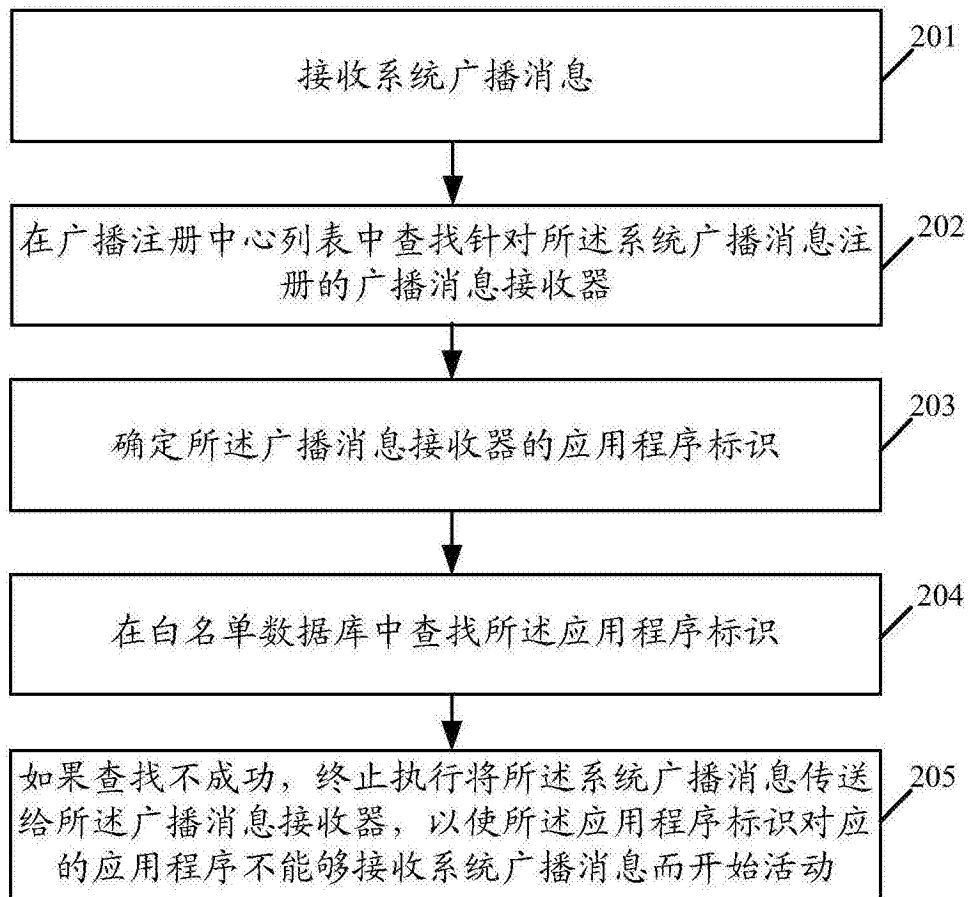 接收系统广播消息
201
在广播注册中心列表中查找针对所述系统广播消息注
册的广播消息接收器
202
确定所述广播消息接收器的应用程序标识
203
在白名单数据库中查找所述应用程序标识
204
如果查找不成功，终止执行将所述系统广播消息传送
给所述广播消息接收器，以使所述应用程序标识对应
的应用程序不能够接收系统广播消息而开始活动
205